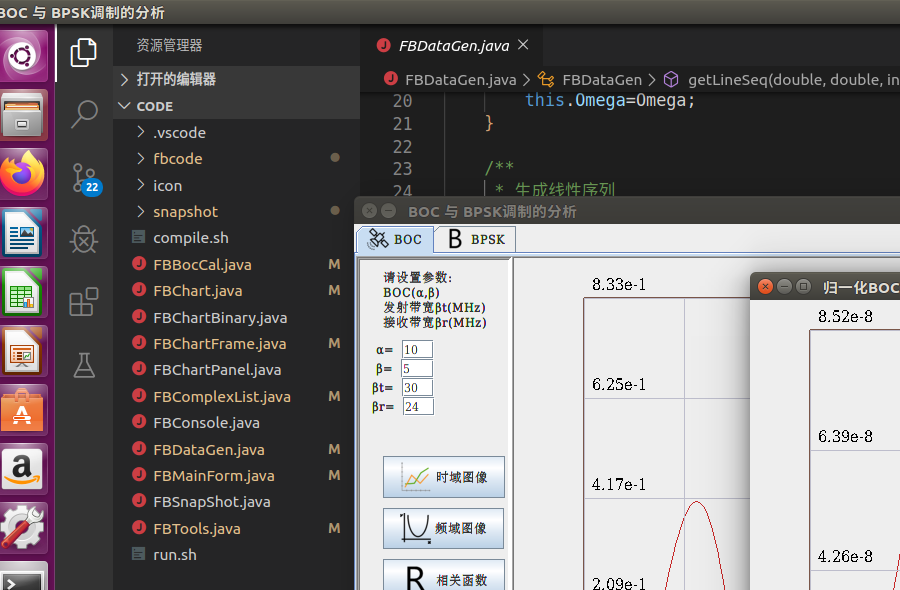 BOC 与 BPSK调制的分析
资源管理器
打开的编辑器
CODE
.vscode
fbcode
icon
snapshot
compile.sh
FBBocCal.java M
FBChart.java M
FBChartBinary.java
FBChartFrame.java M
FBChartPanel.java
FBComplexList.java M
FBConsole.java
FBDataGen.java M
FBMainForm.java M
FBSnapShot.java
FBTools.java M
run.sh
22
FBDataGen.java
FBDataGen.java > FBDataGen > getLineSeq(double, double, in
20 this.Omega=Omega;
21 }
22
23 /**
24 * 生成线性序列
BOC 与 BPSK调制的分析
BOC
B BPSK
请设置参数:
BOC(α,β)
发射带宽βt(MHz)
接收带宽βr(MHz)
α= 10
β= 5
βt= 30
βr= 24
时域图像
频域图像
R 相关函数
8.33e-1
6.25e-1
4.17e-1
2.09e-1
归一化BOC
8.52e-8
6.39e-8
4.26e-8